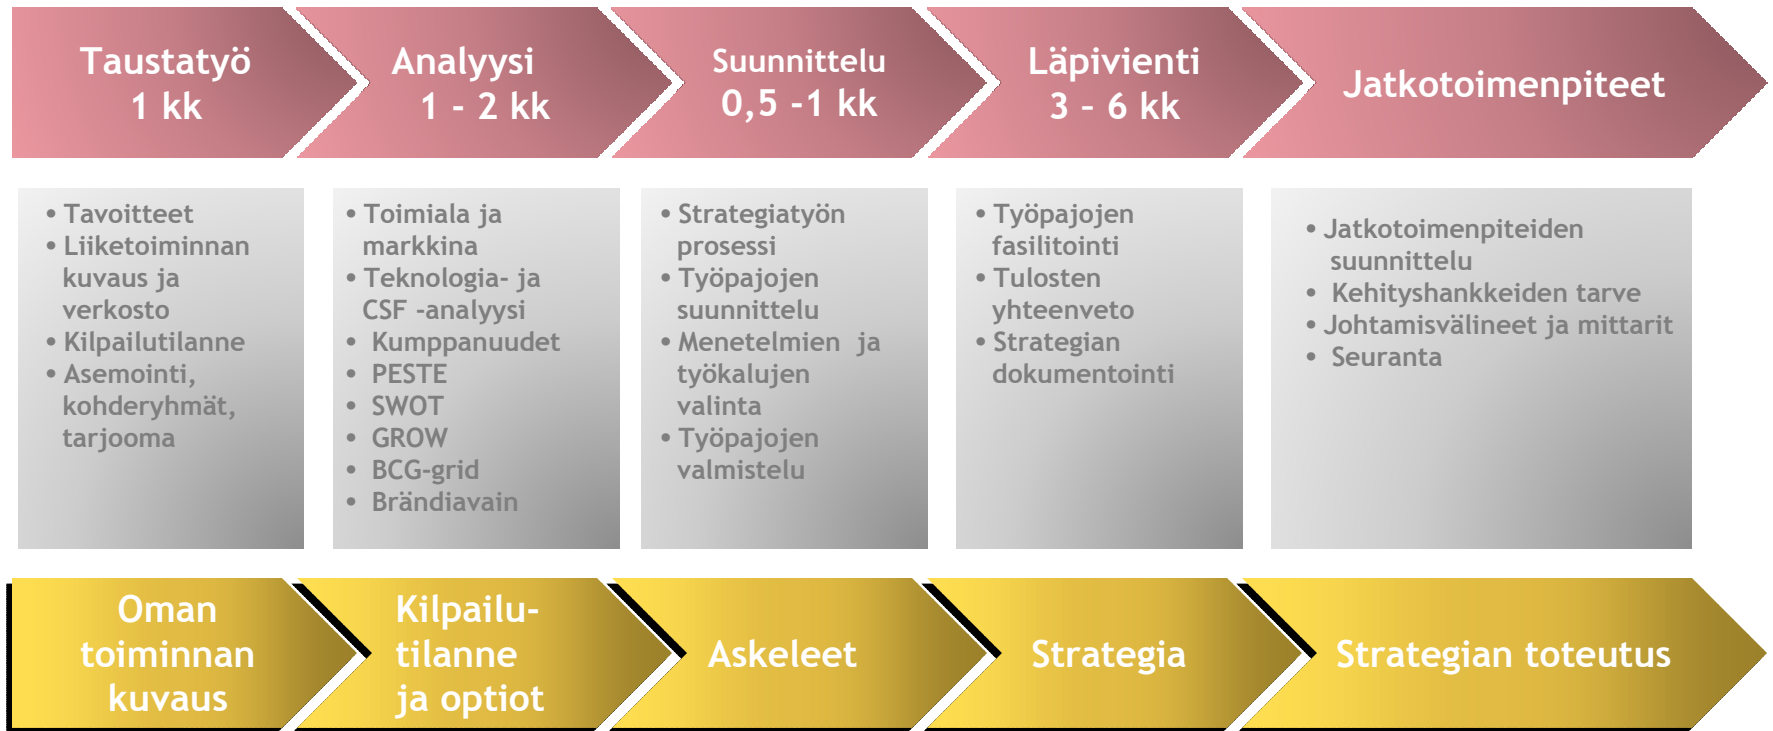 Taustatyö
1 kk
Analyysi
1 - 2 kk
Suunnittelu
0,5 -1 kk
Läpivienti
3 – 6 kk
Jatkotoimenpiteet
• Tavoitteet
• Liiketoiminnan
kuvaus ja
verkosto
• Kilpailutilanne
• Asemointi,
kohderyhmät,
tarjooma
• Toimiala ja
markkina
• Teknologia- ja
CSF -analyysi
• Kumppanuudet
• PESTE
• SWOT
• GROW
• BCG-grid
• Brändiavain
• Strategiatyön
prosessi
• Työpajojen
suunnittelu
• Menetelmien ja
työkalujen
valinta
• Työpajojen
valmistelu
• Työpajojen
fasilitointi
• Tulosten
yhteenveto
• Strategian
dokumentointi
• Jatkotoimenpiteiden
suunnittelu
• Kehityshankkeiden tarve
• Johtamisvälineet ja mittarit
• Seuranta
Oman
toiminnan
kuvaus
Kilpailu-
tilanne
ja optiot
Askeleet
Strategia
Strategian toteutus